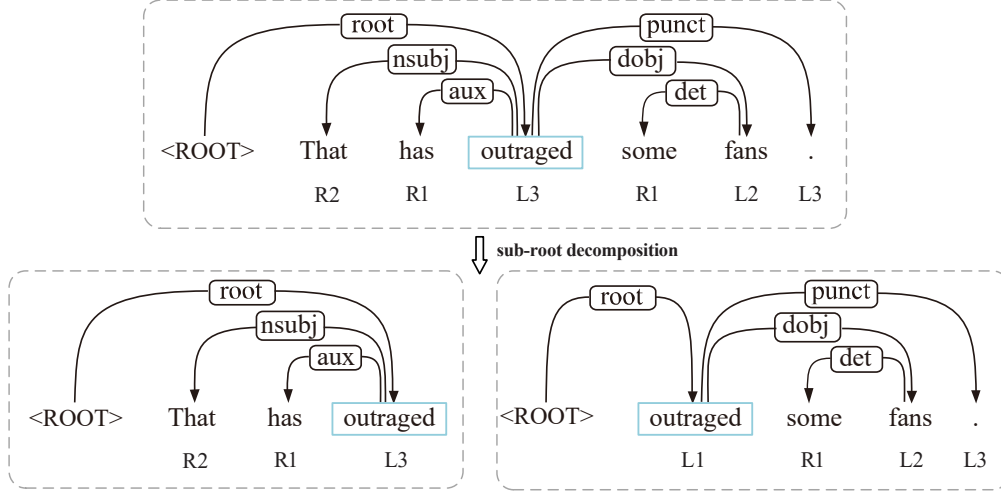 root punct
nsubj dobj
aux det
<ROOT> That has outraged some fans .
R2 R1 L3 R1 L2 L3
sub-root decomposition
root
nsubj
aux
<ROOT> That has outraged
R2 R1 L3
root punct
dobj
det
<ROOT> outraged some fans .
L1 R1 L2 L3